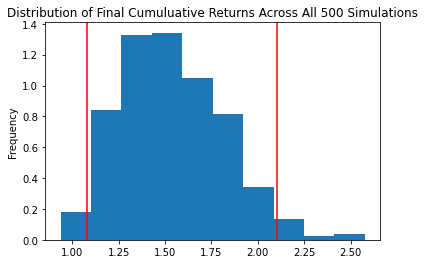 Distribution of Final Cumuluative Returns Across All 500 Simulations
Frequency
1.4
1.2
1.0
0.8
0.6
0.4
0.2
0.0
1.00 1.25 1.50 1.75 2.00 2.25 2.50